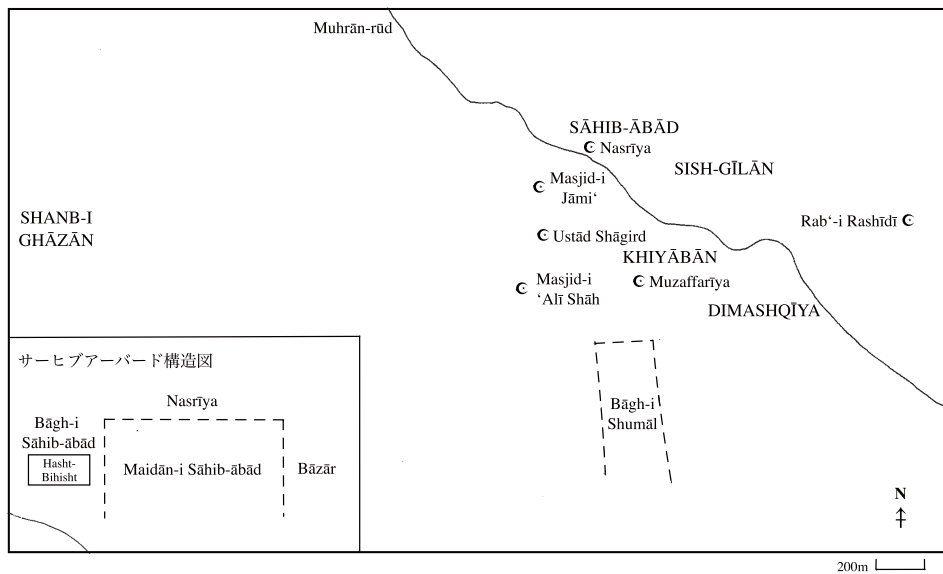 Muhrān-rūd
SĀHIB-ĀBĀD
Nasrīya
SISH-GĪLĀN
Masjid-i
Jāmi‘
SHANB-I
GHĀZĀN
Rab‘-i Rashīdī
Ustād Shāgird
KHIYĀBĀN
Muzaffarīya
Masjid-i
‘Alī Shāh
DIMASHQĪYA
Bāgh-i
Shumāl
サーヒブアーバード構造図
Nasrīya
Bāgh-i
Sāhib-ābād
Hasht-
Bihisht
Maidān-i Sāhib-ābād
Bāzār
N
200m